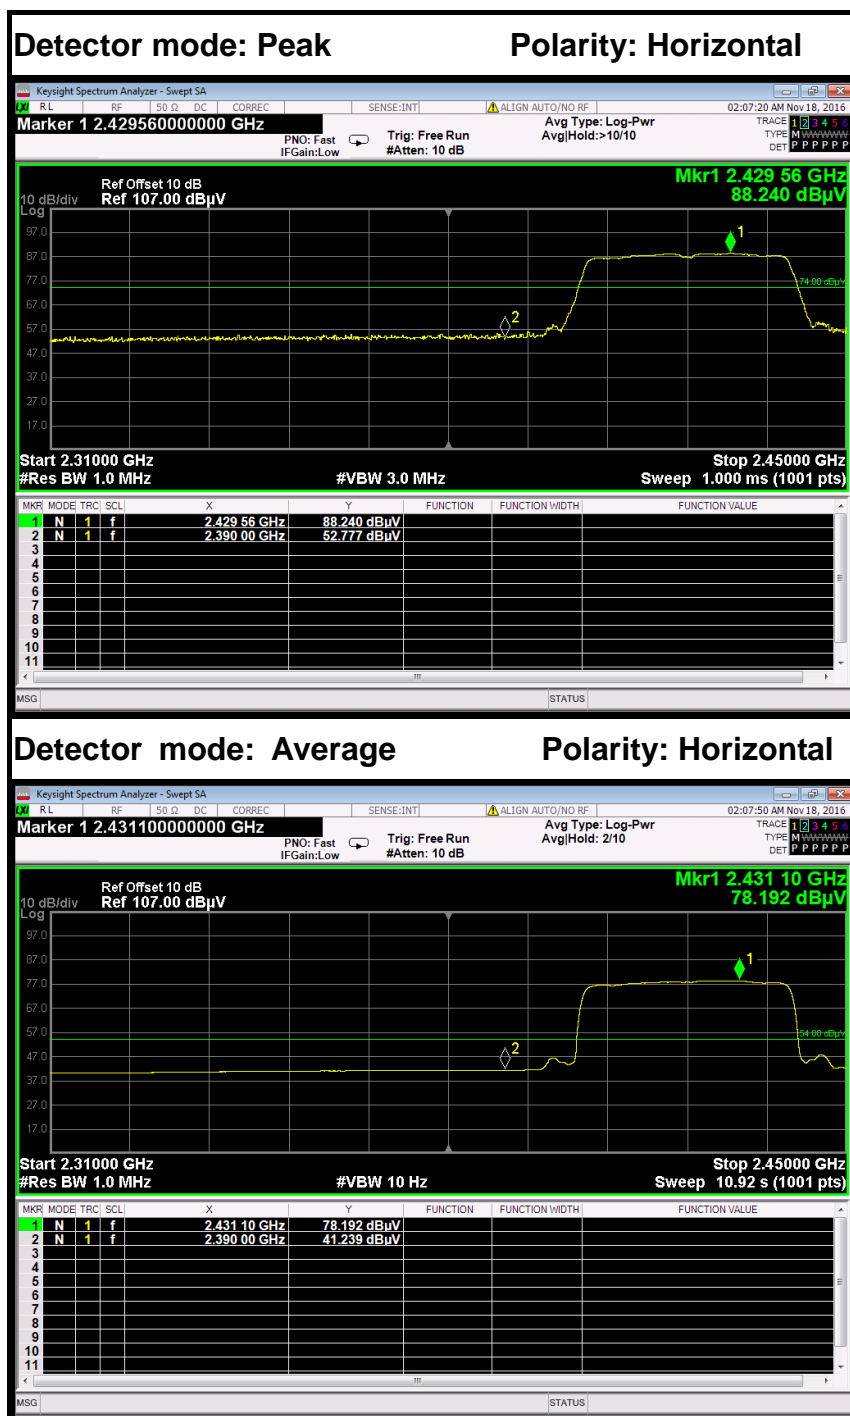 Detector mode: Peak Polarity: Horizontal
Keysight Spectrum Analyzer - Swept SA
LXI RL RF 50 Ω DC CORREC SENSE:INT ALIGN AUTO/NO RF 02:07:20 AM Nov 18, 2016
Marker 1 2.429560000000 GHz
PNO: Fast
IFGain:Low
Trig: Free Run
#Atten: 10 dB
Avg Type: Log-Pwr
Avg|Hold:>10/10
TRACE 1 2 3 4 5 6
TYPE M WWWWW
DET P P P P P P
Mkr1 2.429 56 GHz
88.240 dBµV
Ref Offset 10 dB
10 dB/div Ref 107.00 dBµV
Log
97.0
1
87.0
77.0
74.00 dBµV
67.0
2
57.0
47.0
37.0
27.0
17.0
Start 2.31000 GHz Stop 2.45000 GHz
#Res BW 1.0 MHz #VBW 3.0 MHz Sweep 1.000 ms (1001 pts)
MKR MODE TRC SCL X Y FUNCTION FUNCTION WIDTH FUNCTION VALUE
1 N 1 f 2.429 56 GHz 88.240 dBµV
2 N 1 f 2.390 00 GHz 52.777 dBµV
3
4
5
6
7
8
9
10
11
MSG STATUS
Detector mode: Average Polarity: Horizontal
Keysight Spectrum Analyzer - Swept SA
LXI RL RF 50 Ω DC CORREC SENSE:INT ALIGN AUTO/NO RF 02:07:50 AM Nov 18, 2016
Marker 1 2.431100000000 GHz
PNO: Fast
IFGain:Low
Trig: Free Run
#Atten: 10 dB
Avg Type: Log-Pwr
Avg|Hold: 2/10
TRACE 1 2 3 4 5 6
TYPE M WWWWW
DET P P P P P P
Mkr1 2.431 10 GHz
78.192 dBµV
Ref Offset 10 dB
10 dB/div Ref 107.00 dBµV
Log
97.0
87.0
1
77.0
67.0
57.0
54.00 dBµV
2
47.0
37.0
27.0
17.0
Start 2.31000 GHz Stop 2.45000 GHz
#Res BW 1.0 MHz #VBW 10 Hz Sweep 10.92 s (1001 pts)
MKR MODE TRC SCL X Y FUNCTION FUNCTION WIDTH FUNCTION VALUE
1 N 1 f 2.431 10 GHz 78.192 dBµV
2 N 1 f 2.390 00 GHz 41.239 dBµV
3
4
5
6
7
8
9
10
11
MSG STATUS